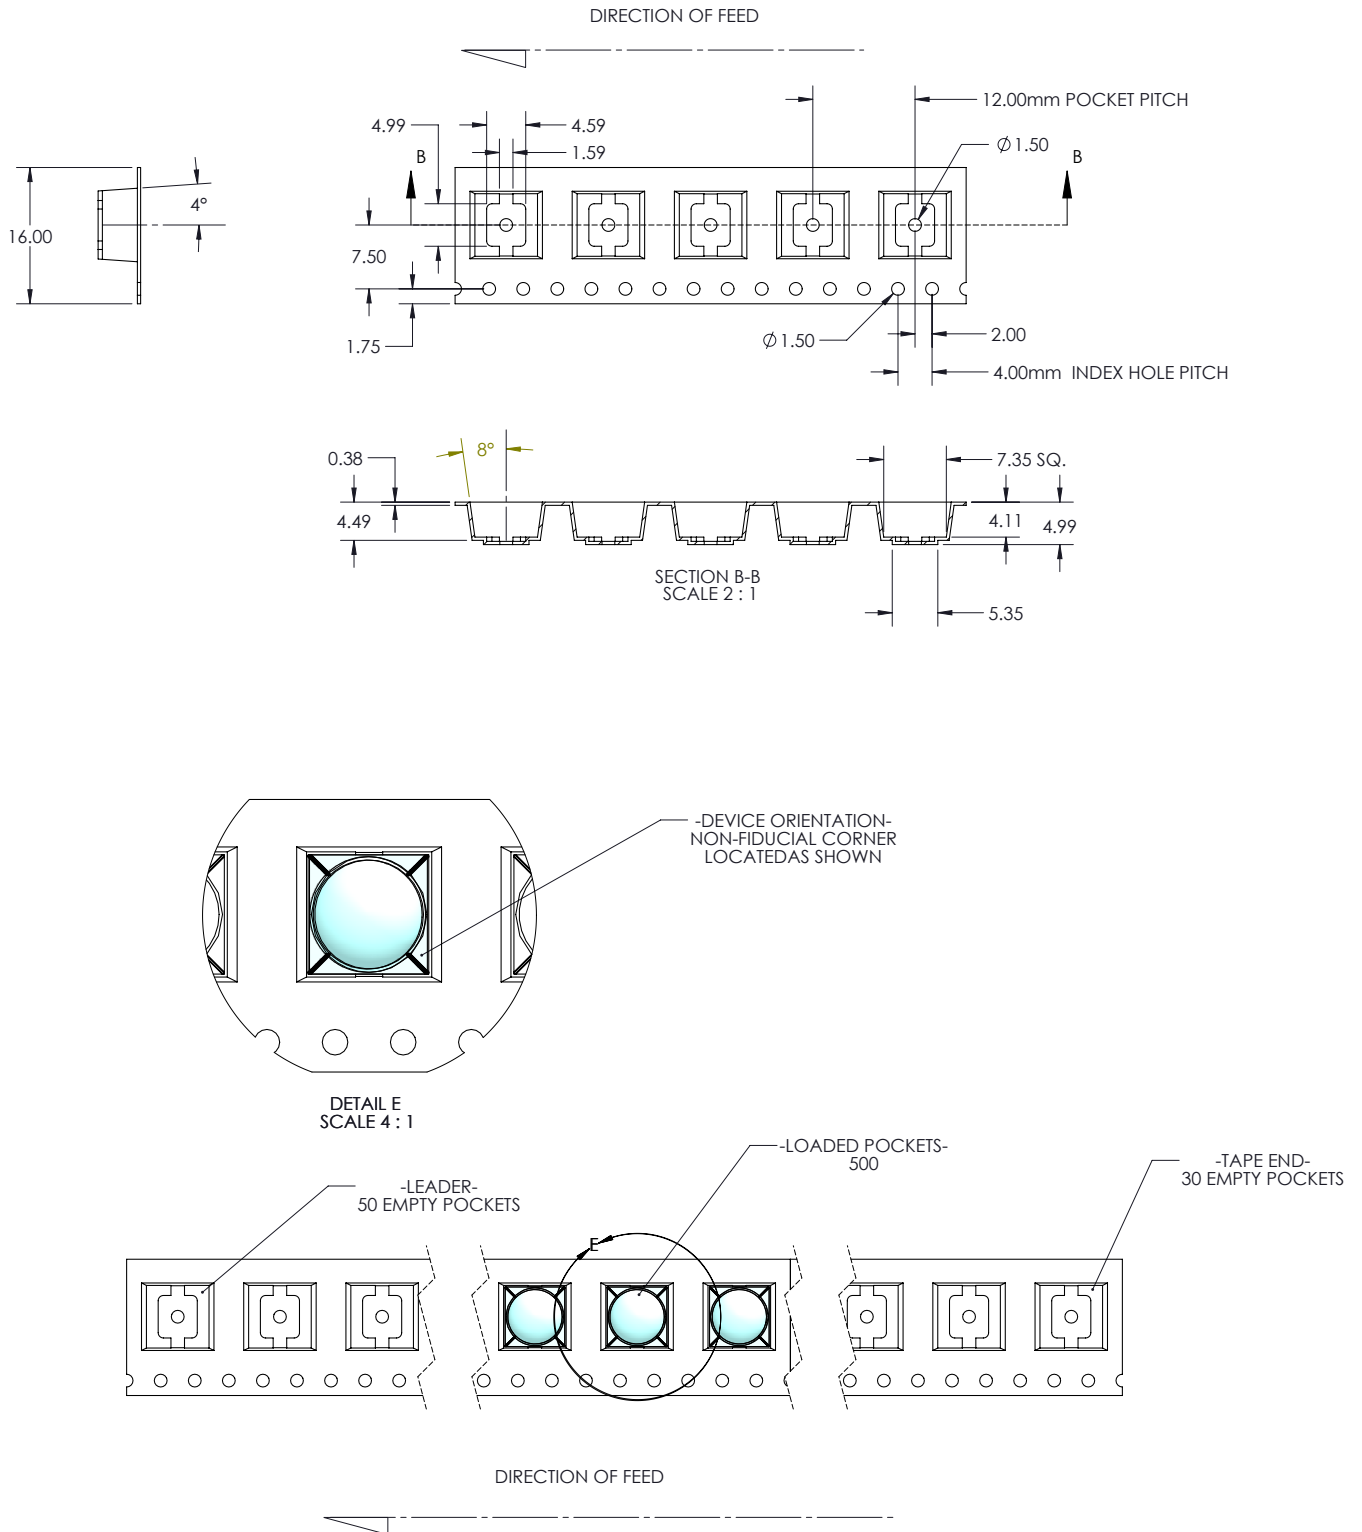 DIRECTION OF FEED
12.00mm POCKET PITCH
4.99
4.59
1.59
Ø1.50
B
B
4°
16.00
7.50
1.75
Ø1.50
2.00
4.00mm INDEX HOLE PITCH
8°
0.38
7.35 SQ.
4.49
4.11
4.99
SECTION B-B
SCALE 2 : 1
5.35
-DEVICE ORIENTATION-
NON-FIDUCIAL CORNER
LOCATEDAS SHOWN
DETAIL E
SCALE 4 : 1
-LOADED POCKETS-
500
-TAPE END-
30 EMPTY POCKETS
-LEADER-
50 EMPTY POCKETS
E
DIRECTION OF FEED